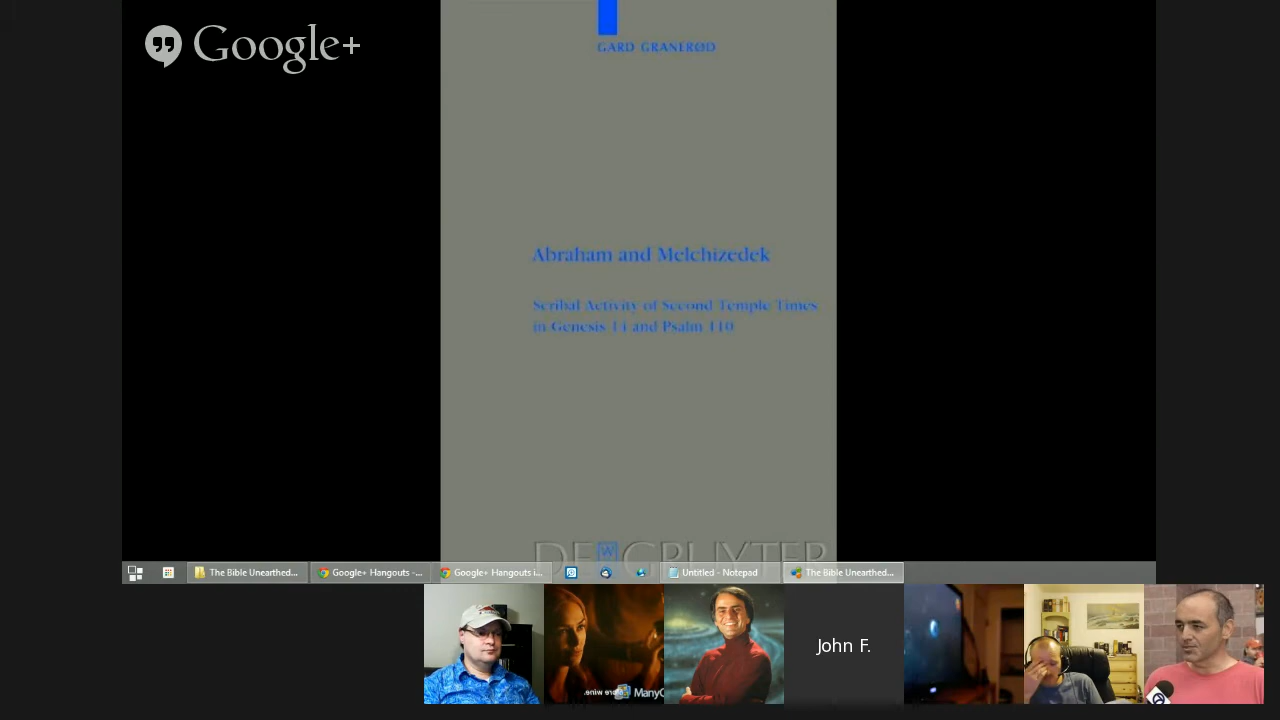 Google+
GARD GRANERØD
Abraham and Melchizedek
Scribal Activity of Second Temple Times
in Genesis 14 and Psalm 110
DE GRUYTER
W
The Bible Unearthed...
Google+ Hangouts -...
Google+ Hangouts i...
Untitled - Notepad
The Bible Unearthed...
John F.
ManyC